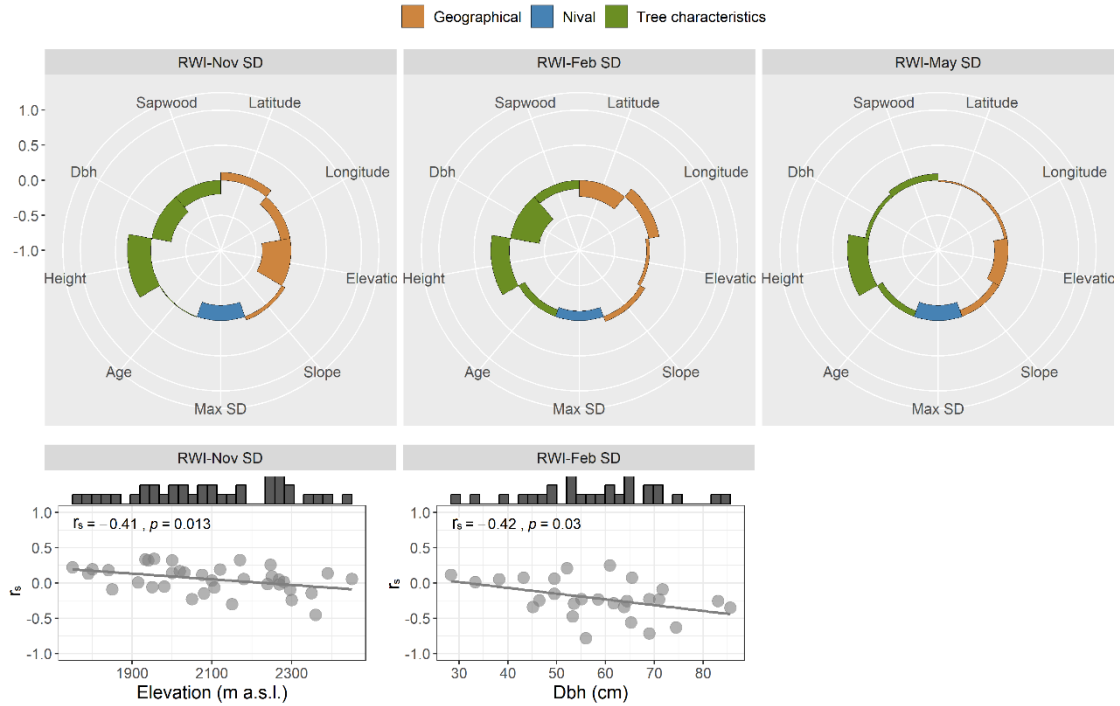 Geographical Nival Tree characteristics
RWI-Nov SD RWI-Feb SD RWI-May SD
Sapwood Latitude Sapwood Latitude Sapwood Latitude
1.0
0.5
Dbh Longitude Dbh Longitude Dbh Longitude
0.0
-0.5
-1.0
Height Elevatio Height Elevatio Height Elevatio
Age Slope Age Slope Age Slope
Max SD Max SD Max SD
RWI-Nov SD RWI-Feb SD
1.0 1.0
rs = −0.41 , p = 0.013 rs = −0.42 , p = 0.03
0.5 0.5
rs 0.0 rs 0.0
-0.5 -0.5
-1.0 -1.0
1900 2100 2300 30 40 50 60 70 80
Elevation (m a.s.l.) Dbh (cm)